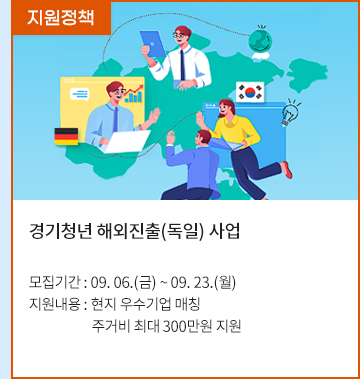 지원정책
경기청년 해외진출(독일) 사업
모집기간 : 09. 06.(금) ~ 09. 23.(월)
지원내용 : 현지 우수기업 매칭
주거비 최대 300만원 지원